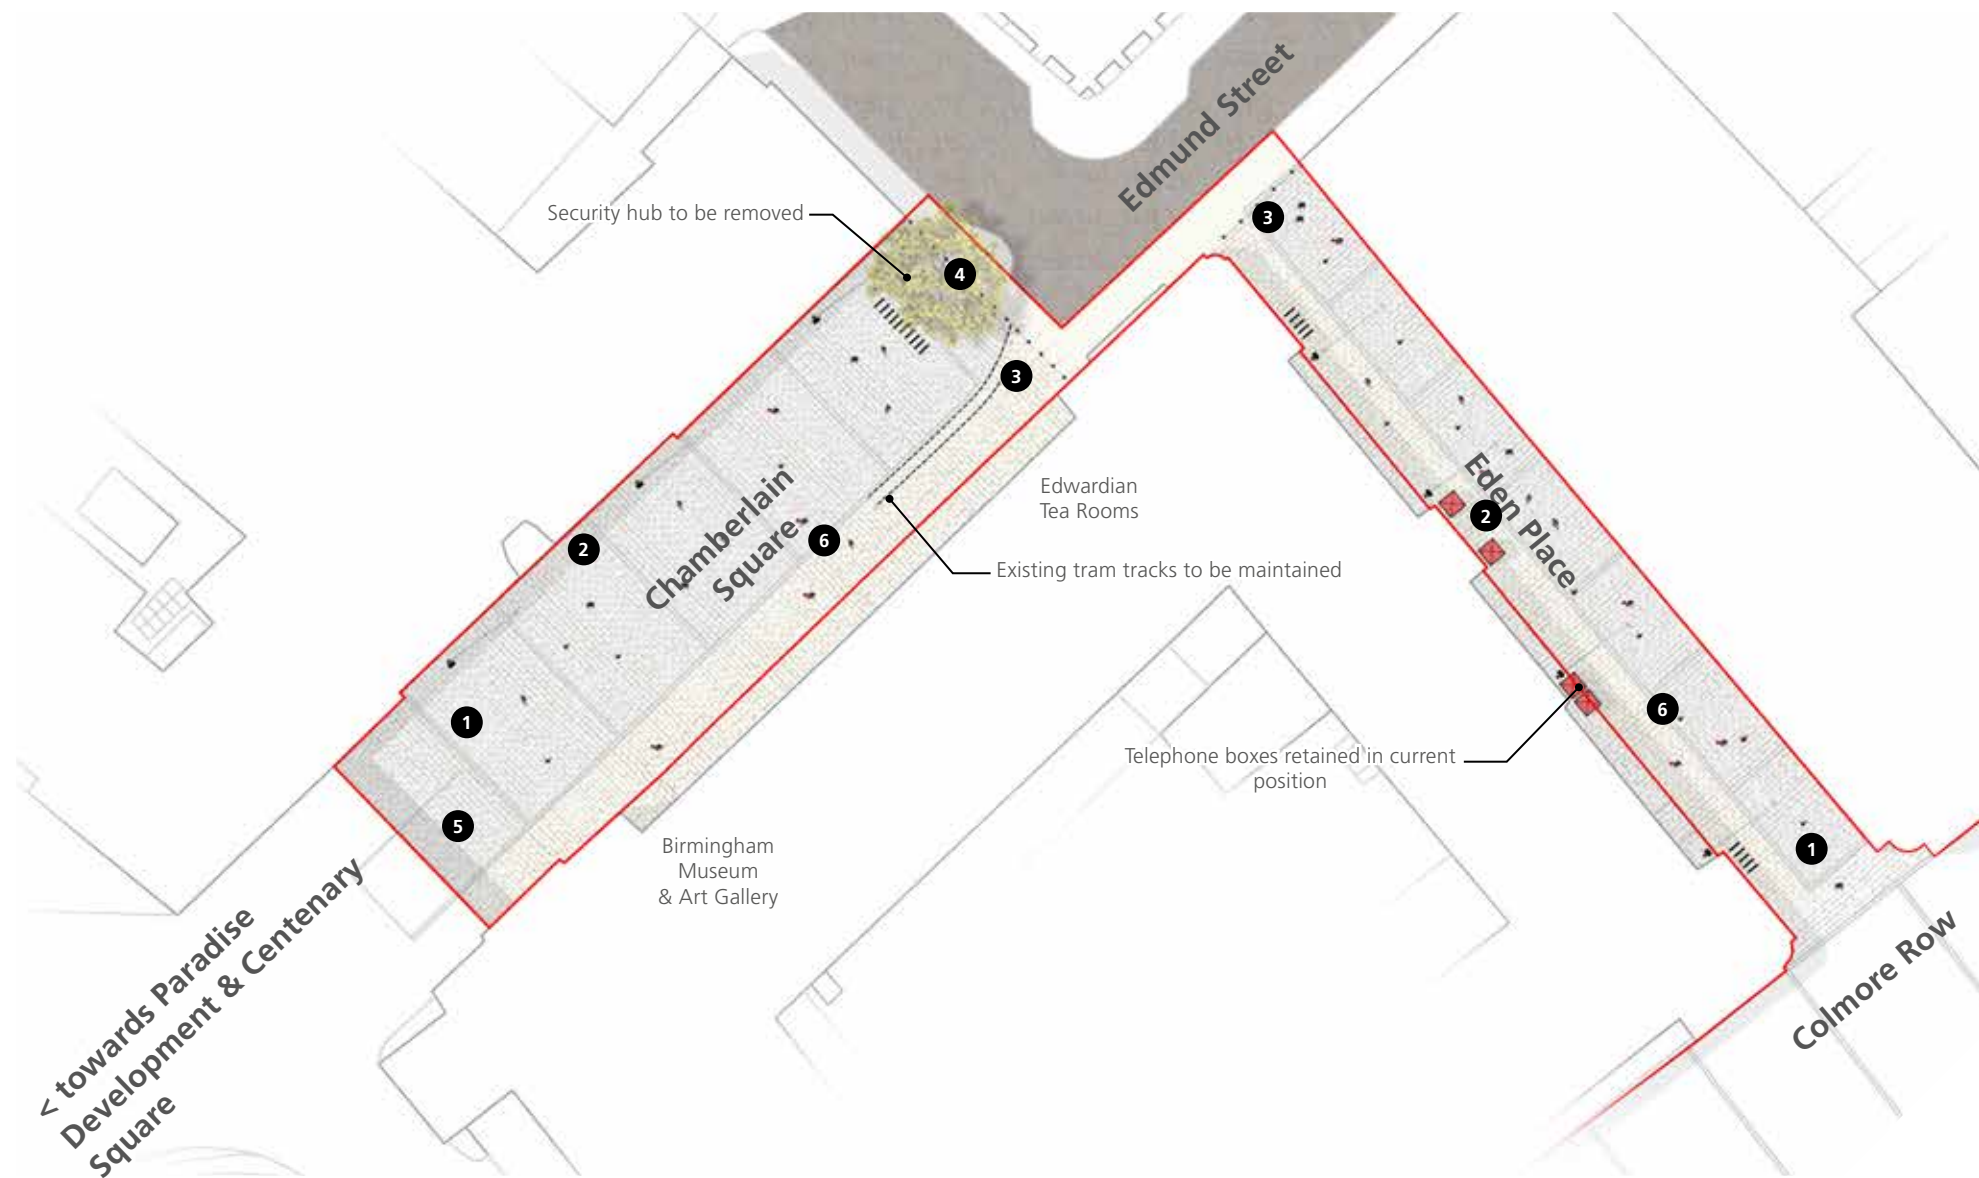 Edmund Street
3
Security hub to be removed
4
3
Edwardian
Tea Rooms
Eden Place
2
Chamberlain
Square
6
2
Existing tram tracks to be maintained
1
6
Telephone boxes retained in current
position
5
Birmingham
Museum
& Art Gallery
1
Colmore Row
< towards Paradise
Development & Centenary
Square